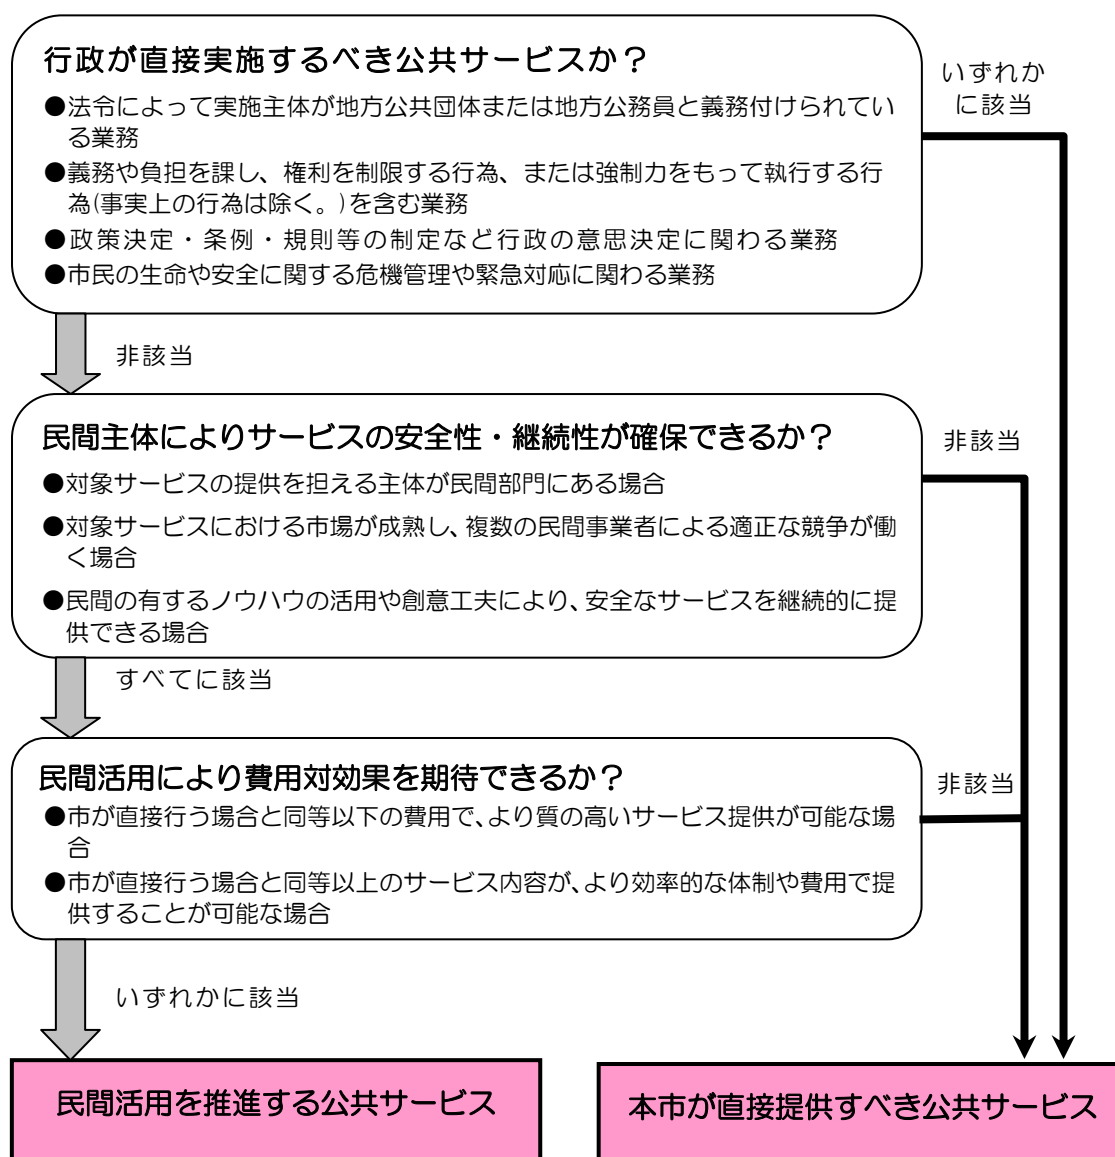 行政が直接実施するべき公共サービスか？
●法令によって実施主体が地方公共団体または地方公務員と義務付けられてい
る業務
●義務や負担を課し、権利を制限する行為、または強制力をもって執行する行
為(事実上の行為は除く。)を含む業務
●政策決定・条例・規則等の制定など行政の意思決定に関わる業務
●市民の生命や安全に関する危機管理や緊急対応に関わる業務
いずれか
に該当
非該当
民間主体によりサービスの安全性・継続性が確保できるか？
●対象サービスの提供を担える主体が民間部門にある場合
●対象サービスにおける市場が成熟し、複数の民間事業者による適正な競争が働
く場合
●民間の有するノウハウの活用や創意工夫により、安全なサービスを継続的に提
供できる場合
非該当
すべてに該当
民間活用により費用対効果を期待できるか？
●市が直接行う場合と同等以下の費用で、より質の高いサービス提供が可能な場
合
●市が直接行う場合と同等以上のサービス内容が、より効率的な体制や費用で提
供することが可能な場合
非該当
いずれかに該当
民間活用を推進する公共サービス
本市が直接提供すべき公共サービス